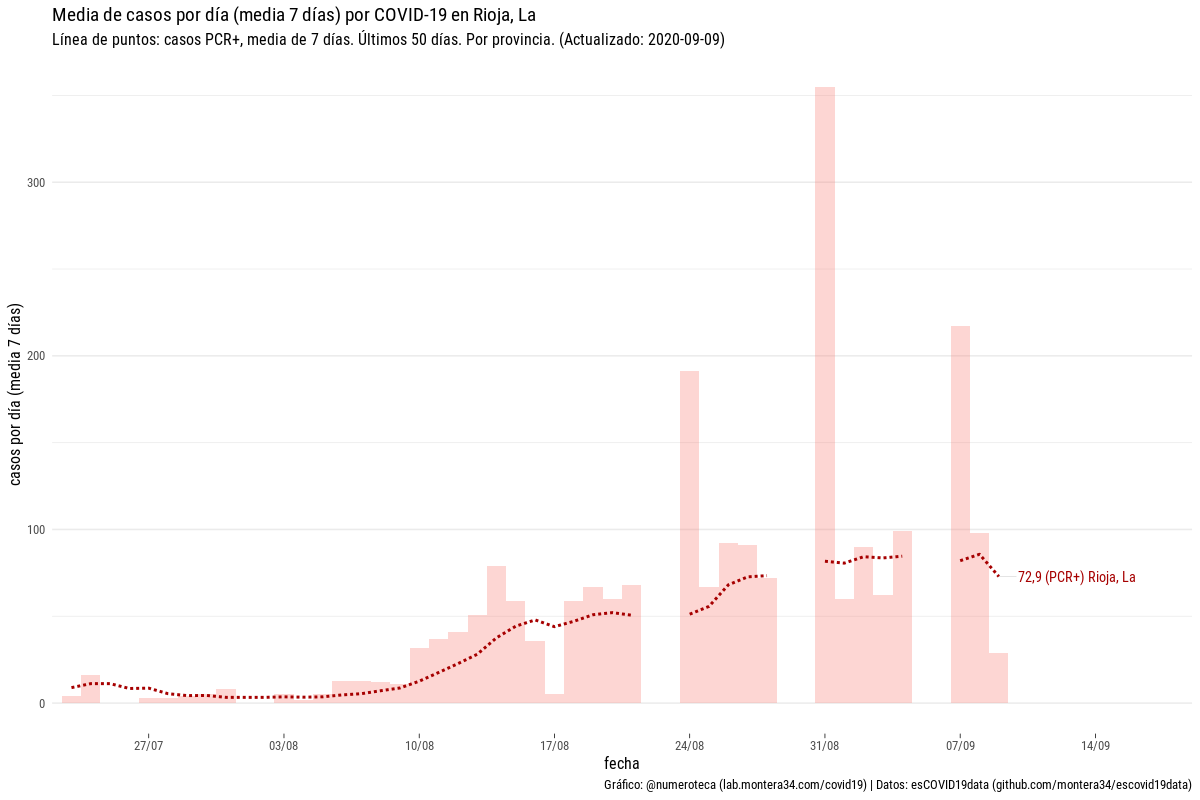 Media de casos por día (media 7 días) por COVID-19 en Rioja, La
Línea de puntos: casos PCR+, media de 7 días. Últimos 50 días. Por provincia. (Actualizado: 2020-09-09)
casos por día (media 7 días)
300
200
100
0
72,9 (PCR+) Rioja, La
27/07 03/08 10/08 17/08 24/08 31/08 07/09 14/09
fecha
Gráfico: @numeroteca (lab.montera34.com/covid19) | Datos: esCOVID19data (github.com/montera34/escovid19data)